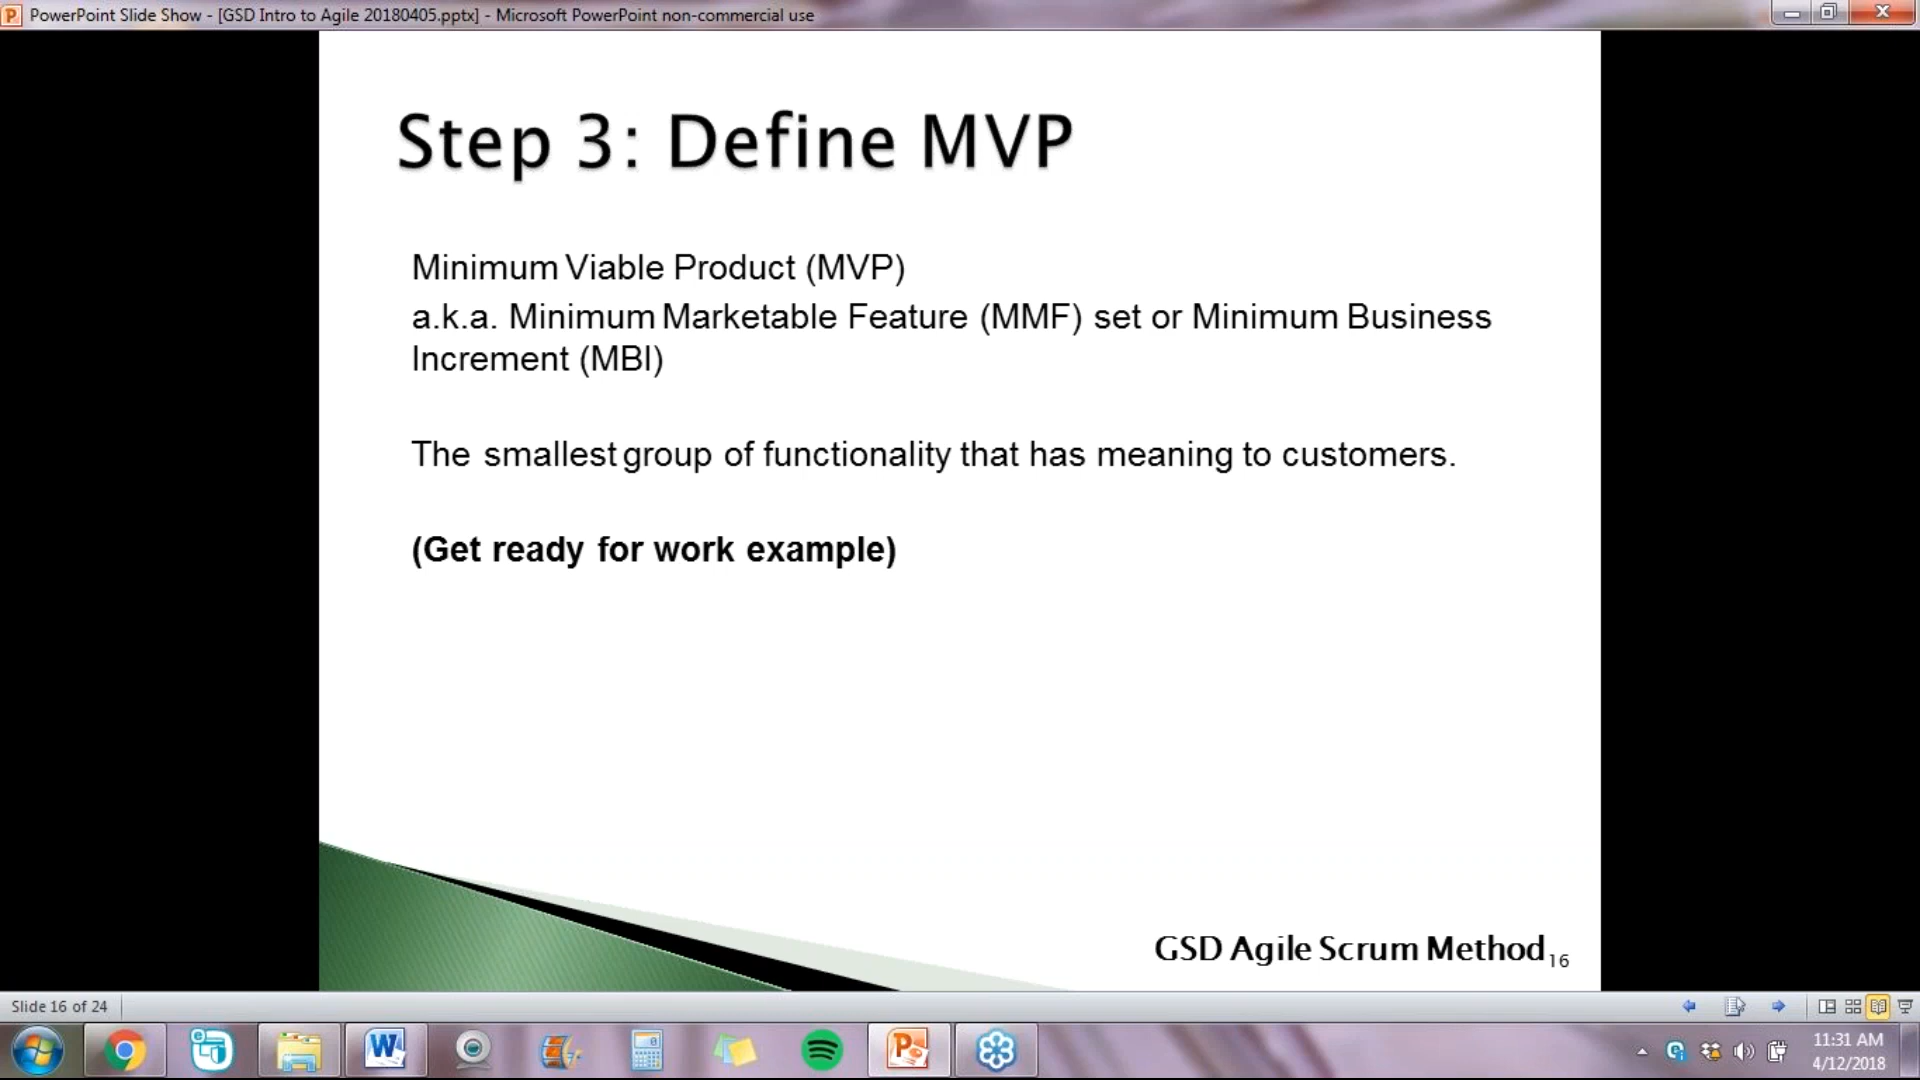 PowerPoint Slide Show - [GSD Intro to Agile 20180405.pptx] - Microsoft PowerPoint non-commercial use
Step 3: Define MVP
Minimum Viable Product (MVP)
a.k.a. Minimum Marketable Feature (MMF) set or Minimum Business
Increment (MBI)
The smallest group of functionality that has meaning to customers.
(Get ready for work example)
GSD Agile Scrum Method 16
Slide 16 of 24
11:31 AM
4/12/2018